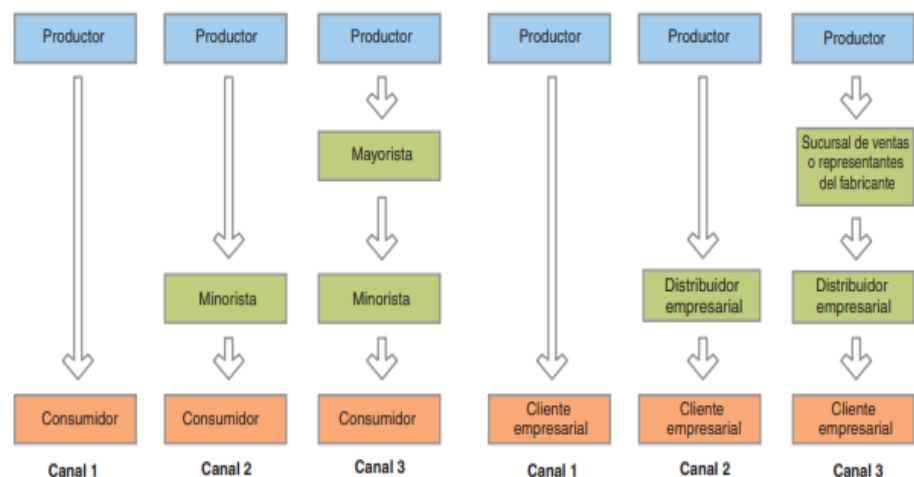 Productor
Productor
Productor
Productor
Productor
Productor
Mayorista
Sucursal de ventas
o representantes
del fabricante
Minorista
Minorista
Distribuidor
empresarial
Distribuidor
empresarial
Consumidor
Consumidor
Consumidor
Cliente
empresarial
Cliente
empresarial
Cliente
empresarial
Canal 1
Canal 2
Canal 3
Canal 1
Canal 2
Canal 3